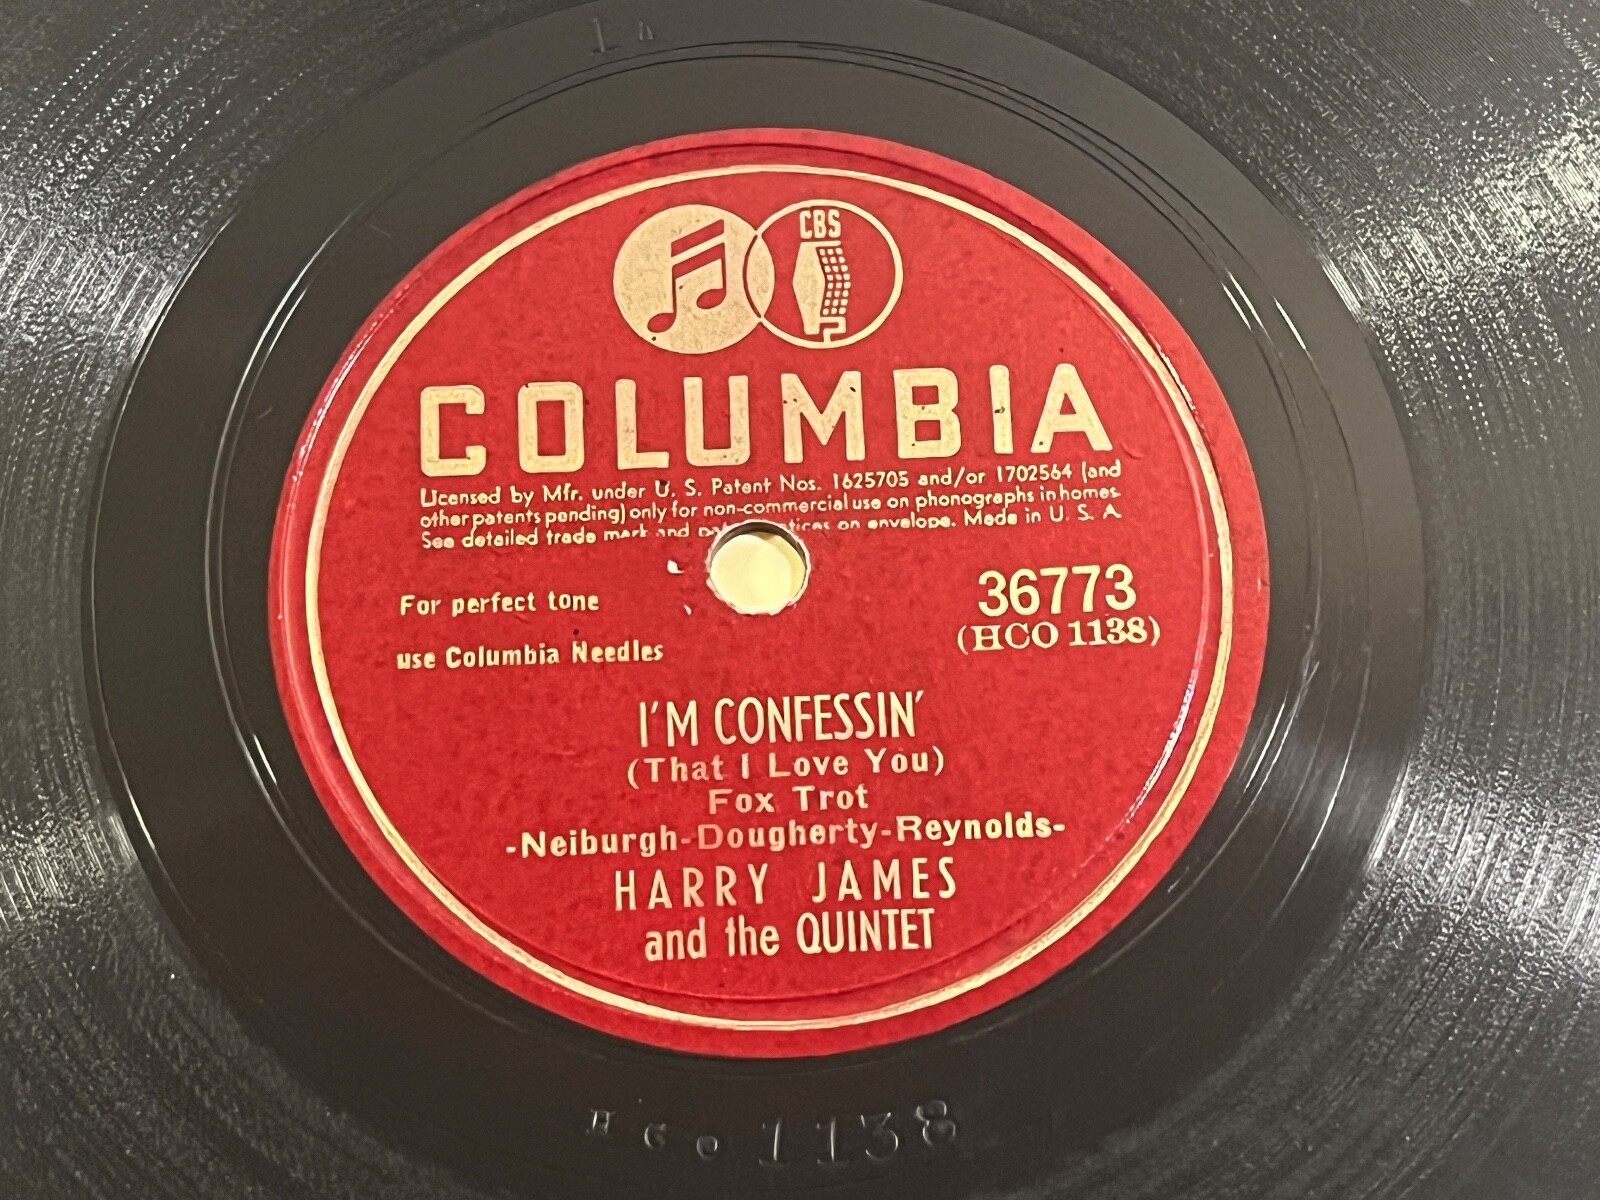 1A
CBS
COLUMBIA
Licensed by Mfr. under U. S. Patent Nos. 1625705 and/or 1702564 (and
other patents pending) only for non-commercial use on phonographs in homes.
See detailed trade mark and on envelope. Made in U. S. A.
36773
For perfect tone
(HCO 1138)
use Columbia Needles
I'M CONFESSIN'
(That I Love You)
Fox Trot
-Neiburgh-Dougherty-Reynolds-
HARRY JAMES
and the QUINTET
HCO 1138